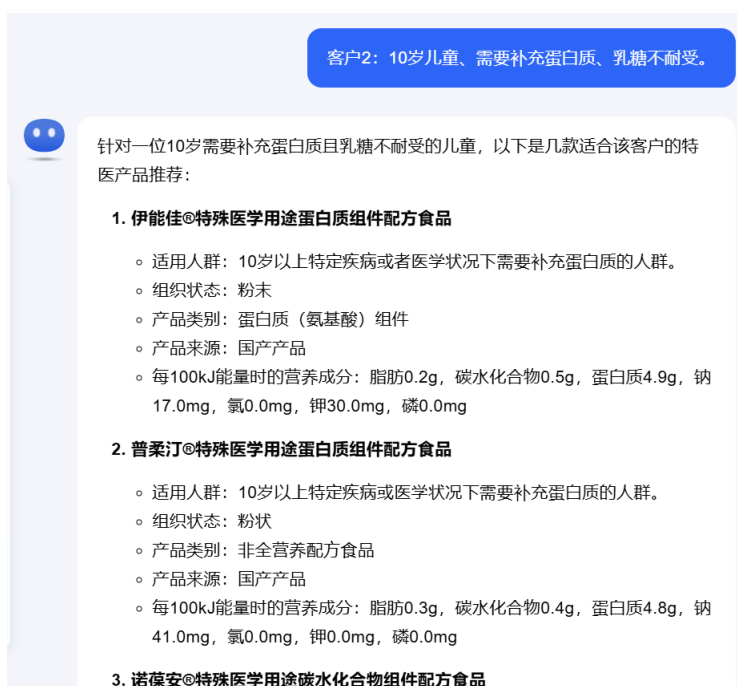 客户2：10岁儿童、需要补充蛋白质、乳糖不耐受。
针对一位10岁需要补充蛋白质且乳糖不耐受的儿童，以下是几款适合该客户的特
医产品推荐：
1. 伊能佳®特殊医学用途蛋白质组件配方食品
◦ 适用人群：10岁以上特定疾病或者医学状况下需要补充蛋白质的人群。
◦ 组织状态：粉末
◦ 产品类别：蛋白质（氨基酸）组件
◦ 产品来源：国产产品
◦ 每100kJ能量时的营养成分：脂肪0.2g，碳水化合物0.5g，蛋白质4.9g，钠
17.0mg，氯0.0mg，钾30.0mg，磷0.0mg
2. 普柔汀®特殊医学用途蛋白质组件配方食品
◦ 适用人群：10岁以上特定疾病或医学状况下需要补充蛋白质的人群。
◦ 组织状态：粉状
◦ 产品类别：非全营养配方食品
◦ 产品来源：国产产品
◦ 每100kJ能量时的营养成分：脂肪0.3g，碳水化合物0.4g，蛋白质4.8g，钠
41.0mg，氯0.0mg，钾0.0mg，磷0.0mg
3. 诺葆安®特殊医学用途碳水化合物组件配方食品